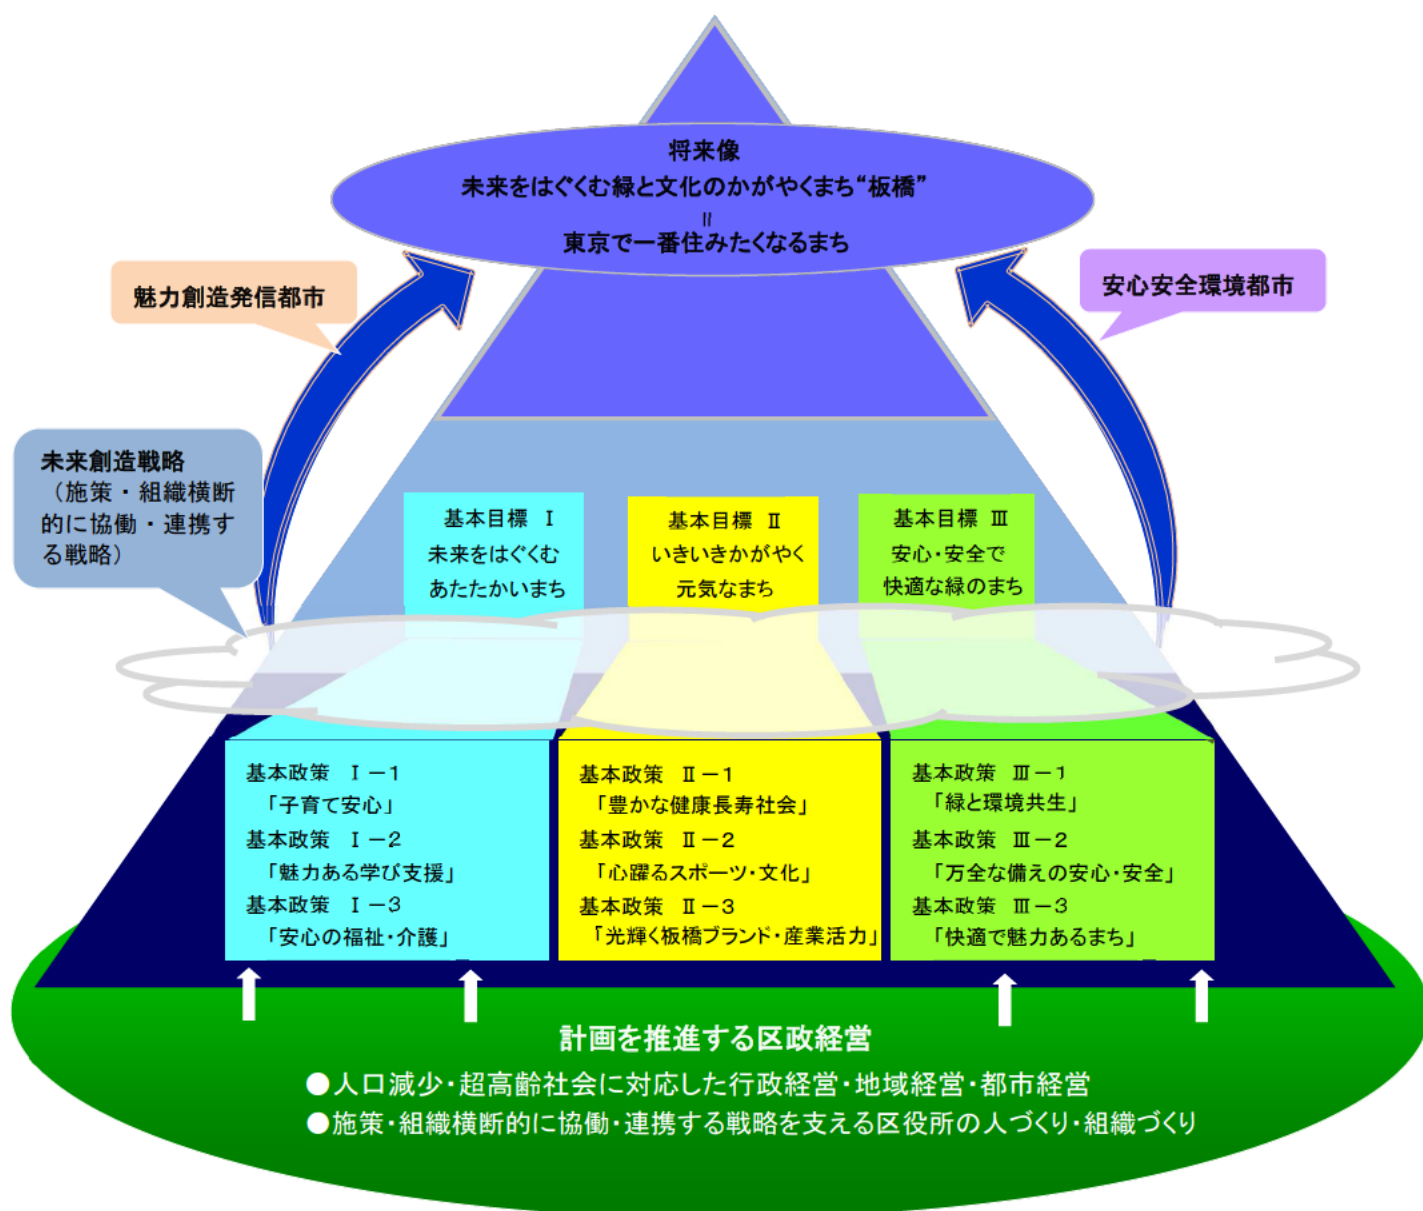 将来像
未来をはぐくむ緑と文化のかがやくまち“板橋”
＝
東京で一番住みたくなるまち
魅力創造発信都市
安心安全環境都市
未来創造戦略
（施策・組織横断
的に協働・連携す
る戦略）
基本目標 Ⅰ
未来をはぐくむ
あたたかいまち
基本目標 Ⅱ
いきいきかがやく
元気なまち
基本目標 Ⅲ
安心・安全で
快適な緑のまち
基本政策 Ⅰ－1
「子育て安心」
基本政策 Ⅰ－2
「魅力ある学び支援」
基本政策 Ⅰ－3
「安心の福祉・介護」
基本政策 Ⅱ－1
「豊かな健康長寿社会」
基本政策 Ⅱ－2
「心躍るスポーツ・文化」
基本政策 Ⅱ－3
「光輝く板橋ブランド・産業活力」
基本政策 Ⅲ－1
「緑と環境共生」
基本政策 Ⅲ－2
「万全な備えの安心・安全」
基本政策 Ⅲ－3
「快適で魅力あるまち」
計画を推進する区政経営
●人口減少・超高齢社会に対応した行政経営・地域経営・都市経営
●施策・組織横断的に協働・連携する戦略を支える区役所の人づくり・組織づくり